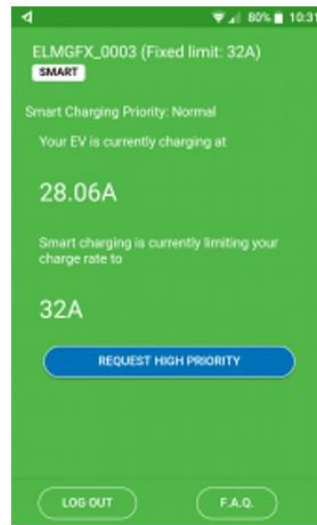 80% 10:31
ELMGFX_0003 (Fixed limit: 32A)
SMART
Smart Charging Priority: Normal
Your EV is currently charging at
28.06A
Smart charging is currently limiting your
charge rate to
32A
REQUEST HIGH PRIORITY
LOG OUT F.A.Q.